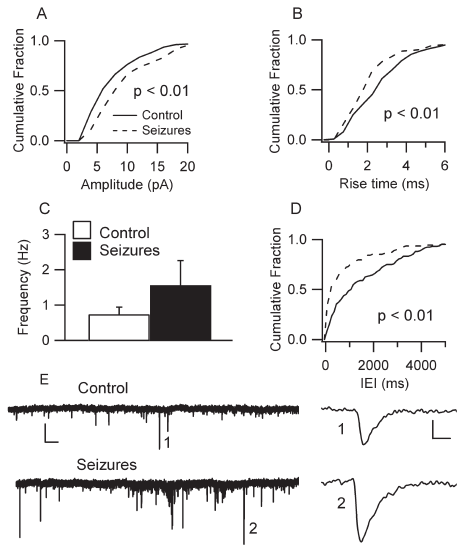 A
Cumulative Fraction
1.0
0.5
0.0
p < 0.01
Control
Seizures
0 5 10 15 20
Amplitude (pA)
B
Cumulative Fraction
1.0
0.5
0.0
p < 0.01
0 2 4 6
Rise time (ms)
C
Control
Seizures
Frequency (Hz)
3
2
1
0
D
Cumulative Fraction
1.0
0.5
0.0
p < 0.01
0 2000 4000
IEI (ms)
E
Control
1
1
Seizures
2
2